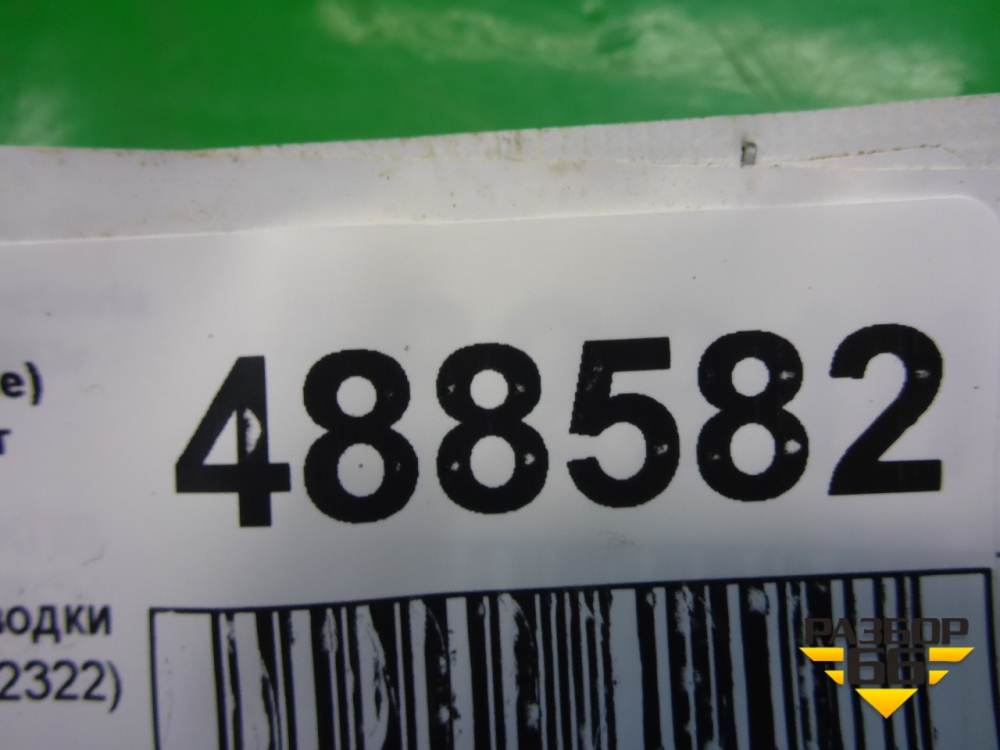 е)
488582
т
водки
2322)
РАЗБОР
66